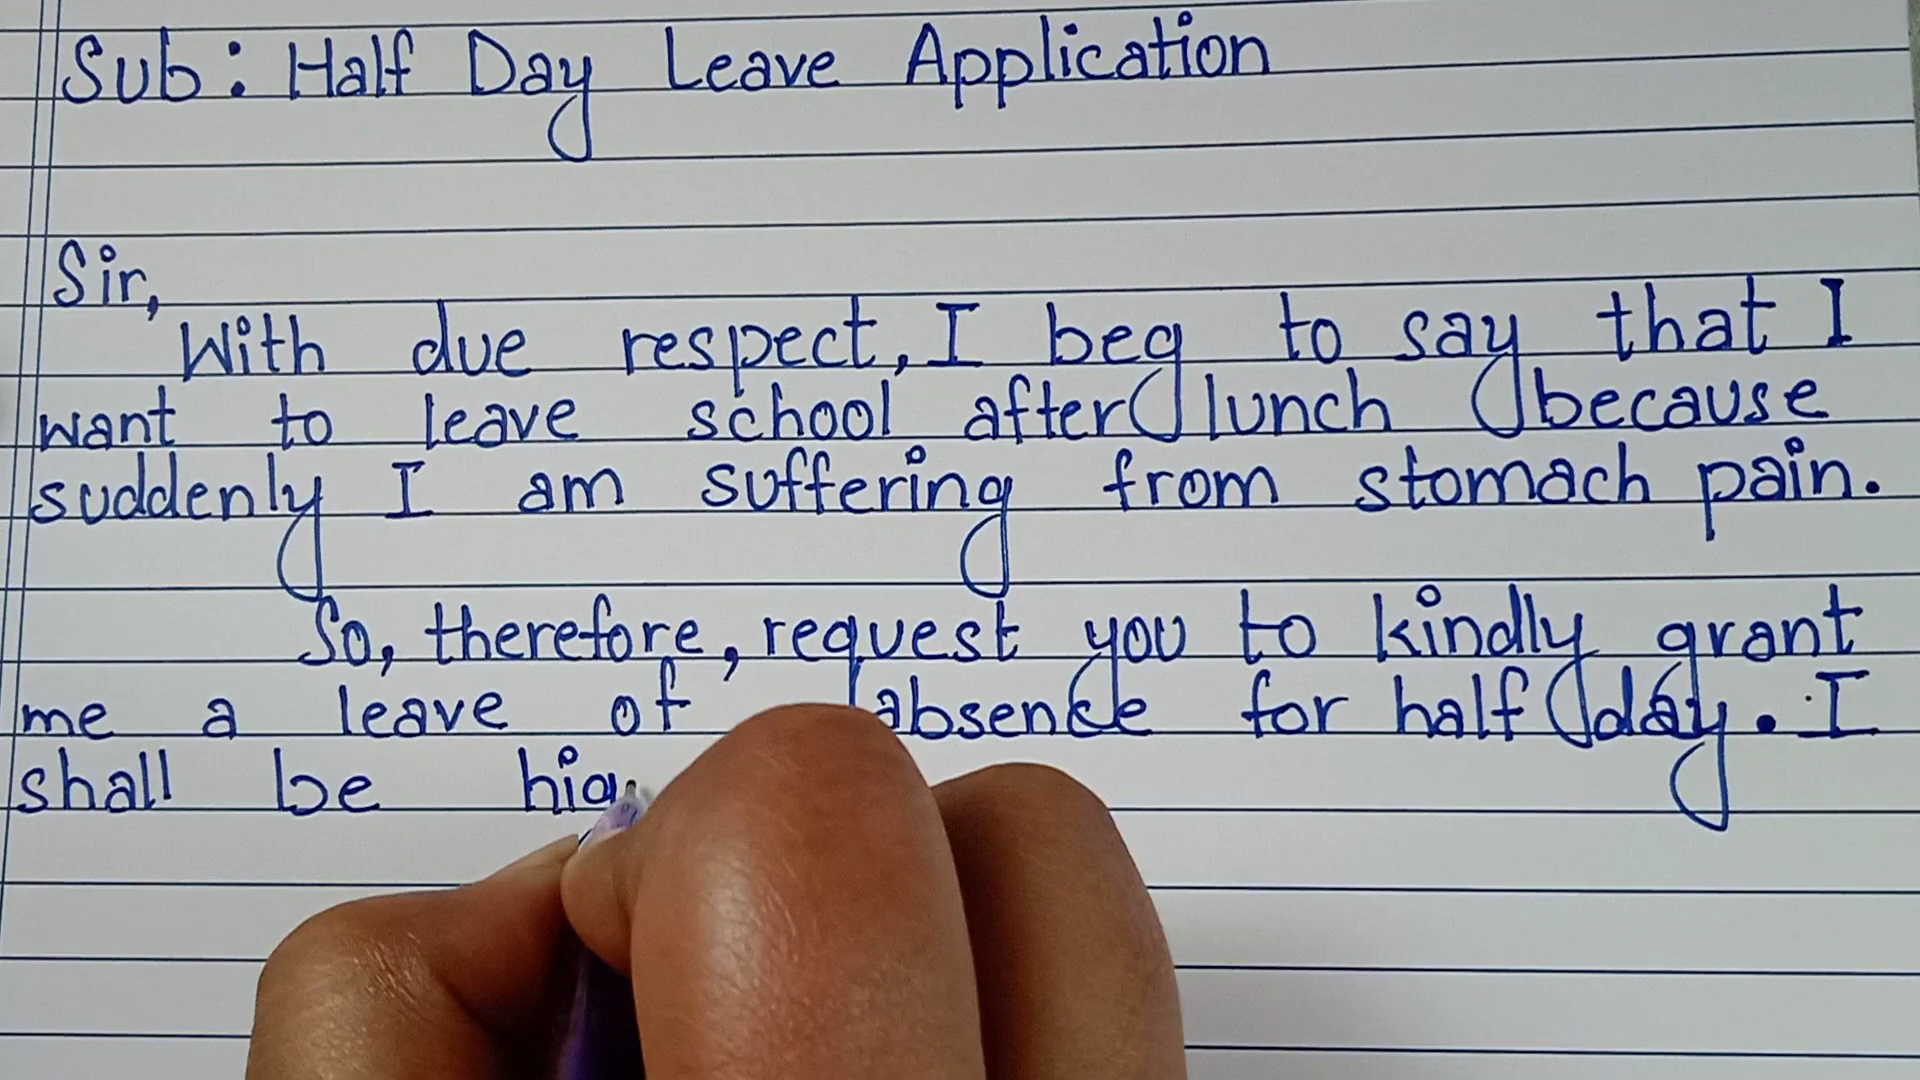 Sub: Half Day Leave Application
Sir,
With due respect, I beg to say that I
want to leave school after lunch because
suddenly I am suffering from stomach pain.
So, therefore, request you to kindly grant
me a leave of absence for half day. I
shall be hig